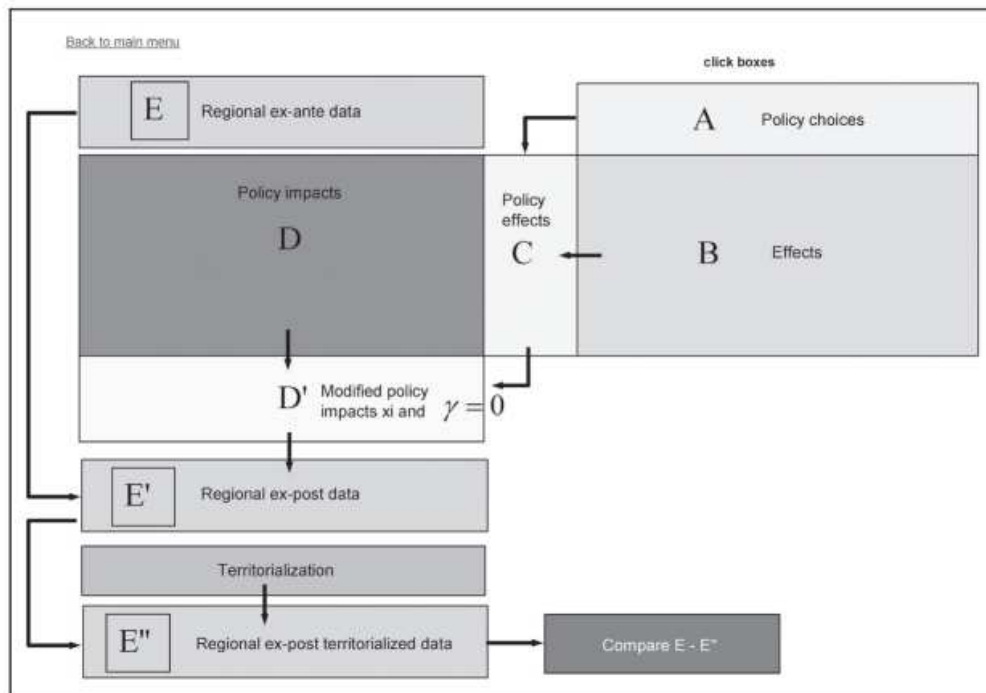 Back to main menu
click boxes
E Regional ex-ante data
A Policy choices
Policy impacts
D
Policy
effects
C
B Effects
D' Modified policy
impacts xi and γ = 0
E' Regional ex-post data
Territorialization
E" Regional ex-post territorialized data
Compare E - E"